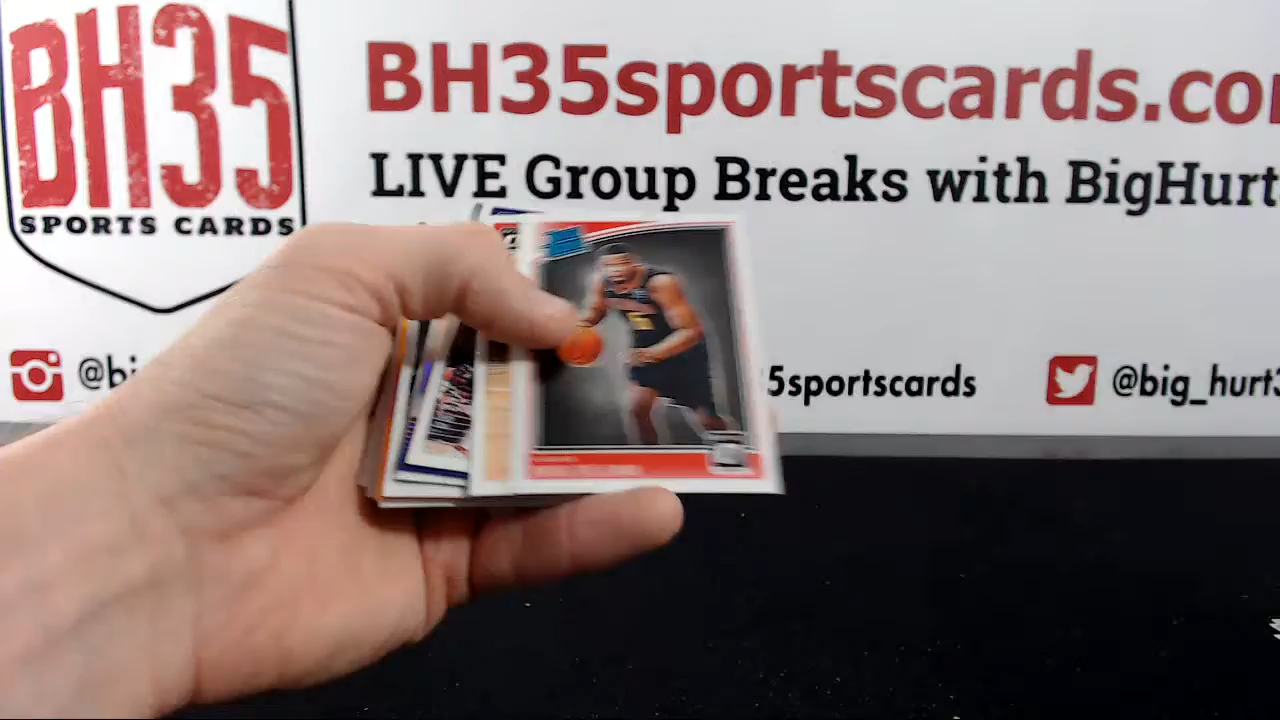 BH35
SPORTS CARDS
BH35sportscards.co
LIVE Group Breaks with BigHurt
@bi
5sportscards
@big_hurt3